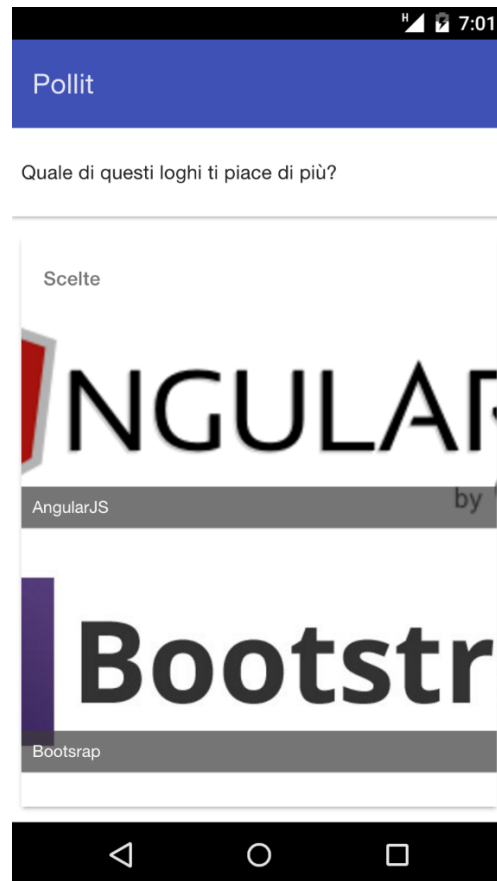 H 7:01
Pollit
Quale di questi loghi ti piace di più?
Scelte
NGULAR
by
AngularJS
Bootstr
Bootsrap